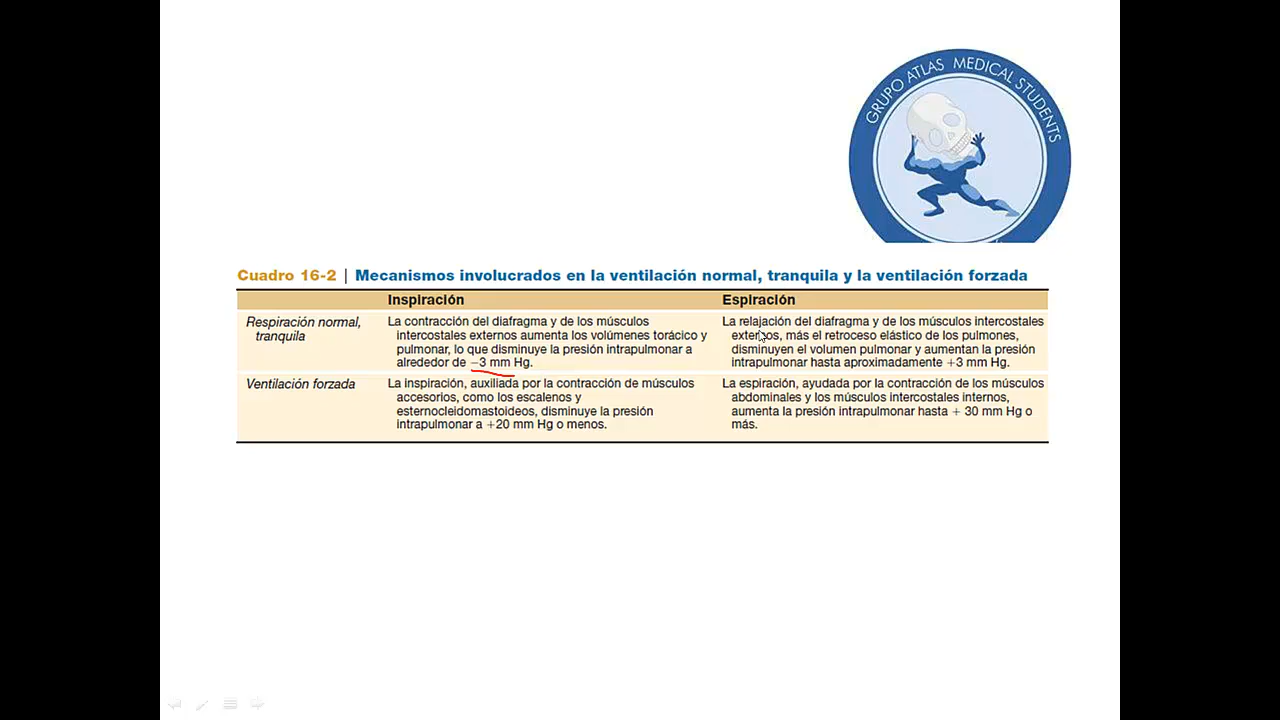 GRUPO ATLAS MEDICAL STUDENTS
Cuadro 16-2 | Mecanismos involucrados en la ventilación normal, tranquila y la ventilación forzada
Inspiración
Espiración
Respiración normal,
tranquila
La contracción del diafragma y de los músculos
intercostales externos aumenta los volúmenes torácico y
pulmonar, lo que disminuye la presión intrapulmonar a
alrededor de −3 mm Hg.
La relajación del diafragma y de los músculos intercostales
externos, más el retroceso elástico de los pulmones,
disminuyen el volumen pulmonar y aumentan la presión
intrapulmonar hasta aproximadamente +3 mm Hg.
Ventilación forzada
La inspiración, auxiliada por la contracción de músculos
accesorios, como los escalenos y
esternocleidomastoideos, disminuye la presión
intrapulmonar a +20 mm Hg o menos.
La espiración, ayudada por la contracción de los músculos
abdominales y los músculos intercostales internos,
aumenta la presión intrapulmonar hasta + 30 mm Hg o
más.